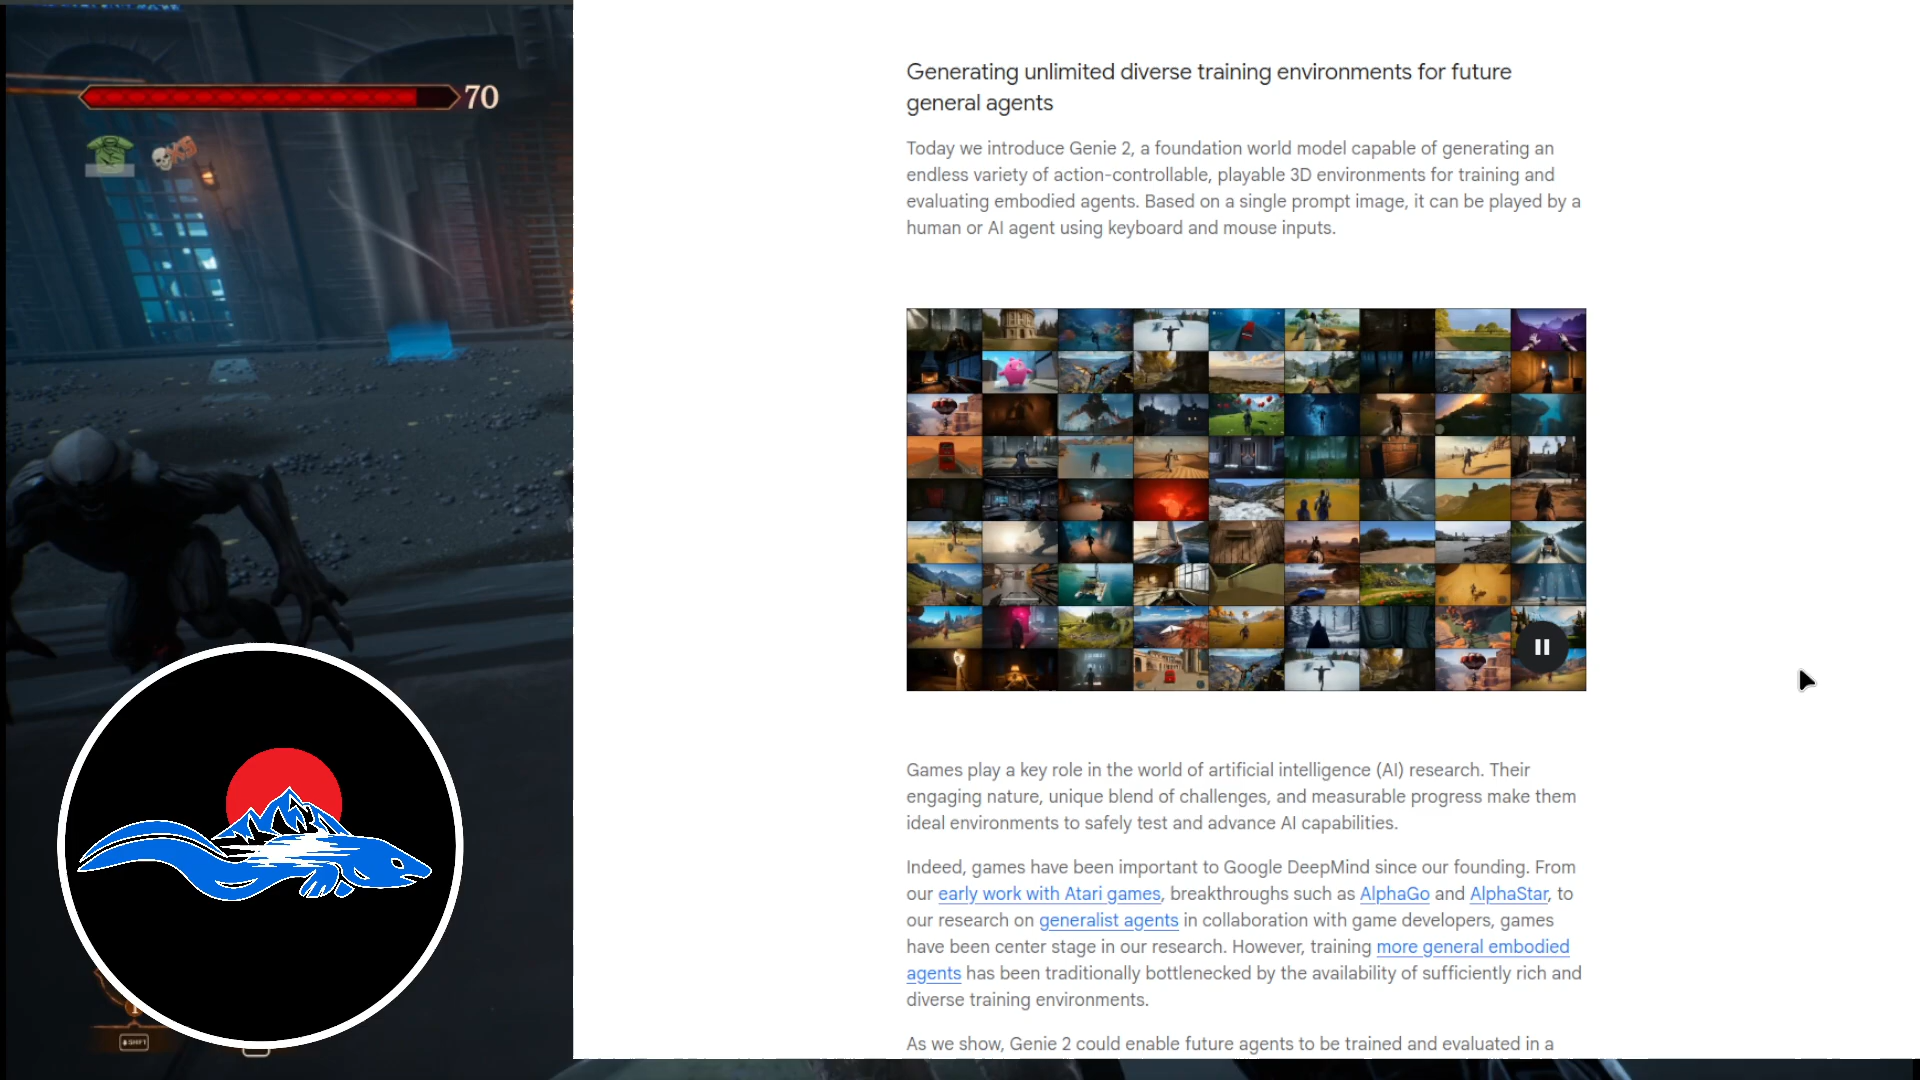 70
Generating unlimited diverse training environments for future
general agents
Today we introduce Genie 2, a foundation world model capable of generating an
endless variety of action-controllable, playable 3D environments for training and
evaluating embodied agents. Based on a single prompt image, it can be played by a
human or AI agent using keyboard and mouse inputs.
Games play a key role in the world of artificial intelligence (AI) research. Their
engaging nature, unique blend of challenges, and measurable progress make them
ideal environments to safely test and advance AI capabilities.
Indeed, games have been important to Google DeepMind since our founding. From
our early work with Atari games, breakthroughs such as AlphaGo and AlphaStar, to
our research on generalist agents in collaboration with game developers, games
have been center stage in our research. However, training more general embodied
agents has been traditionally bottlenecked by the availability of sufficiently rich and
diverse training environments.
As we show, Genie 2 could enable future agents to be trained and evaluated in a
SHIFT